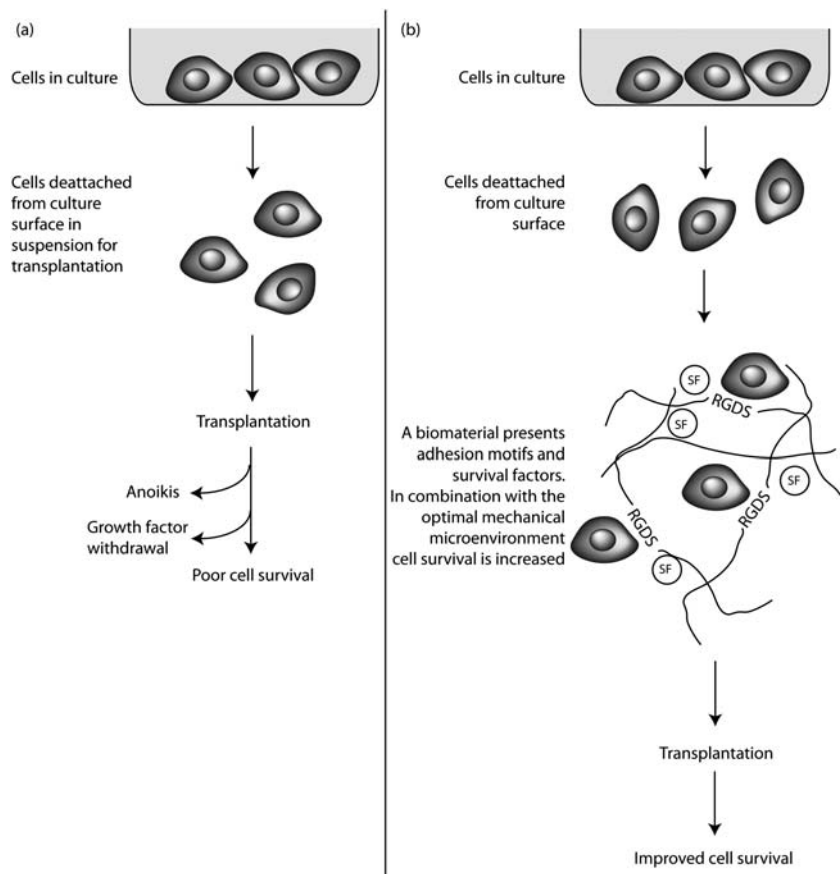 (a)
Cells in culture
Cells deattached
from culture
surface in
suspension for
transplantation
Transplantation
Anoikis
Growth factor
withdrawal
Poor cell survival
(b)
Cells in culture
Cells deattached
from culture
surface
SF
RGDS
SF
A biomaterial presents
adhesion motifs and
survival factors.
In combination with the
optimal mechanical
microenvironment
cell survival is increased
SF
RGDS
RGDS
SF
Transplantation
Improved cell survival